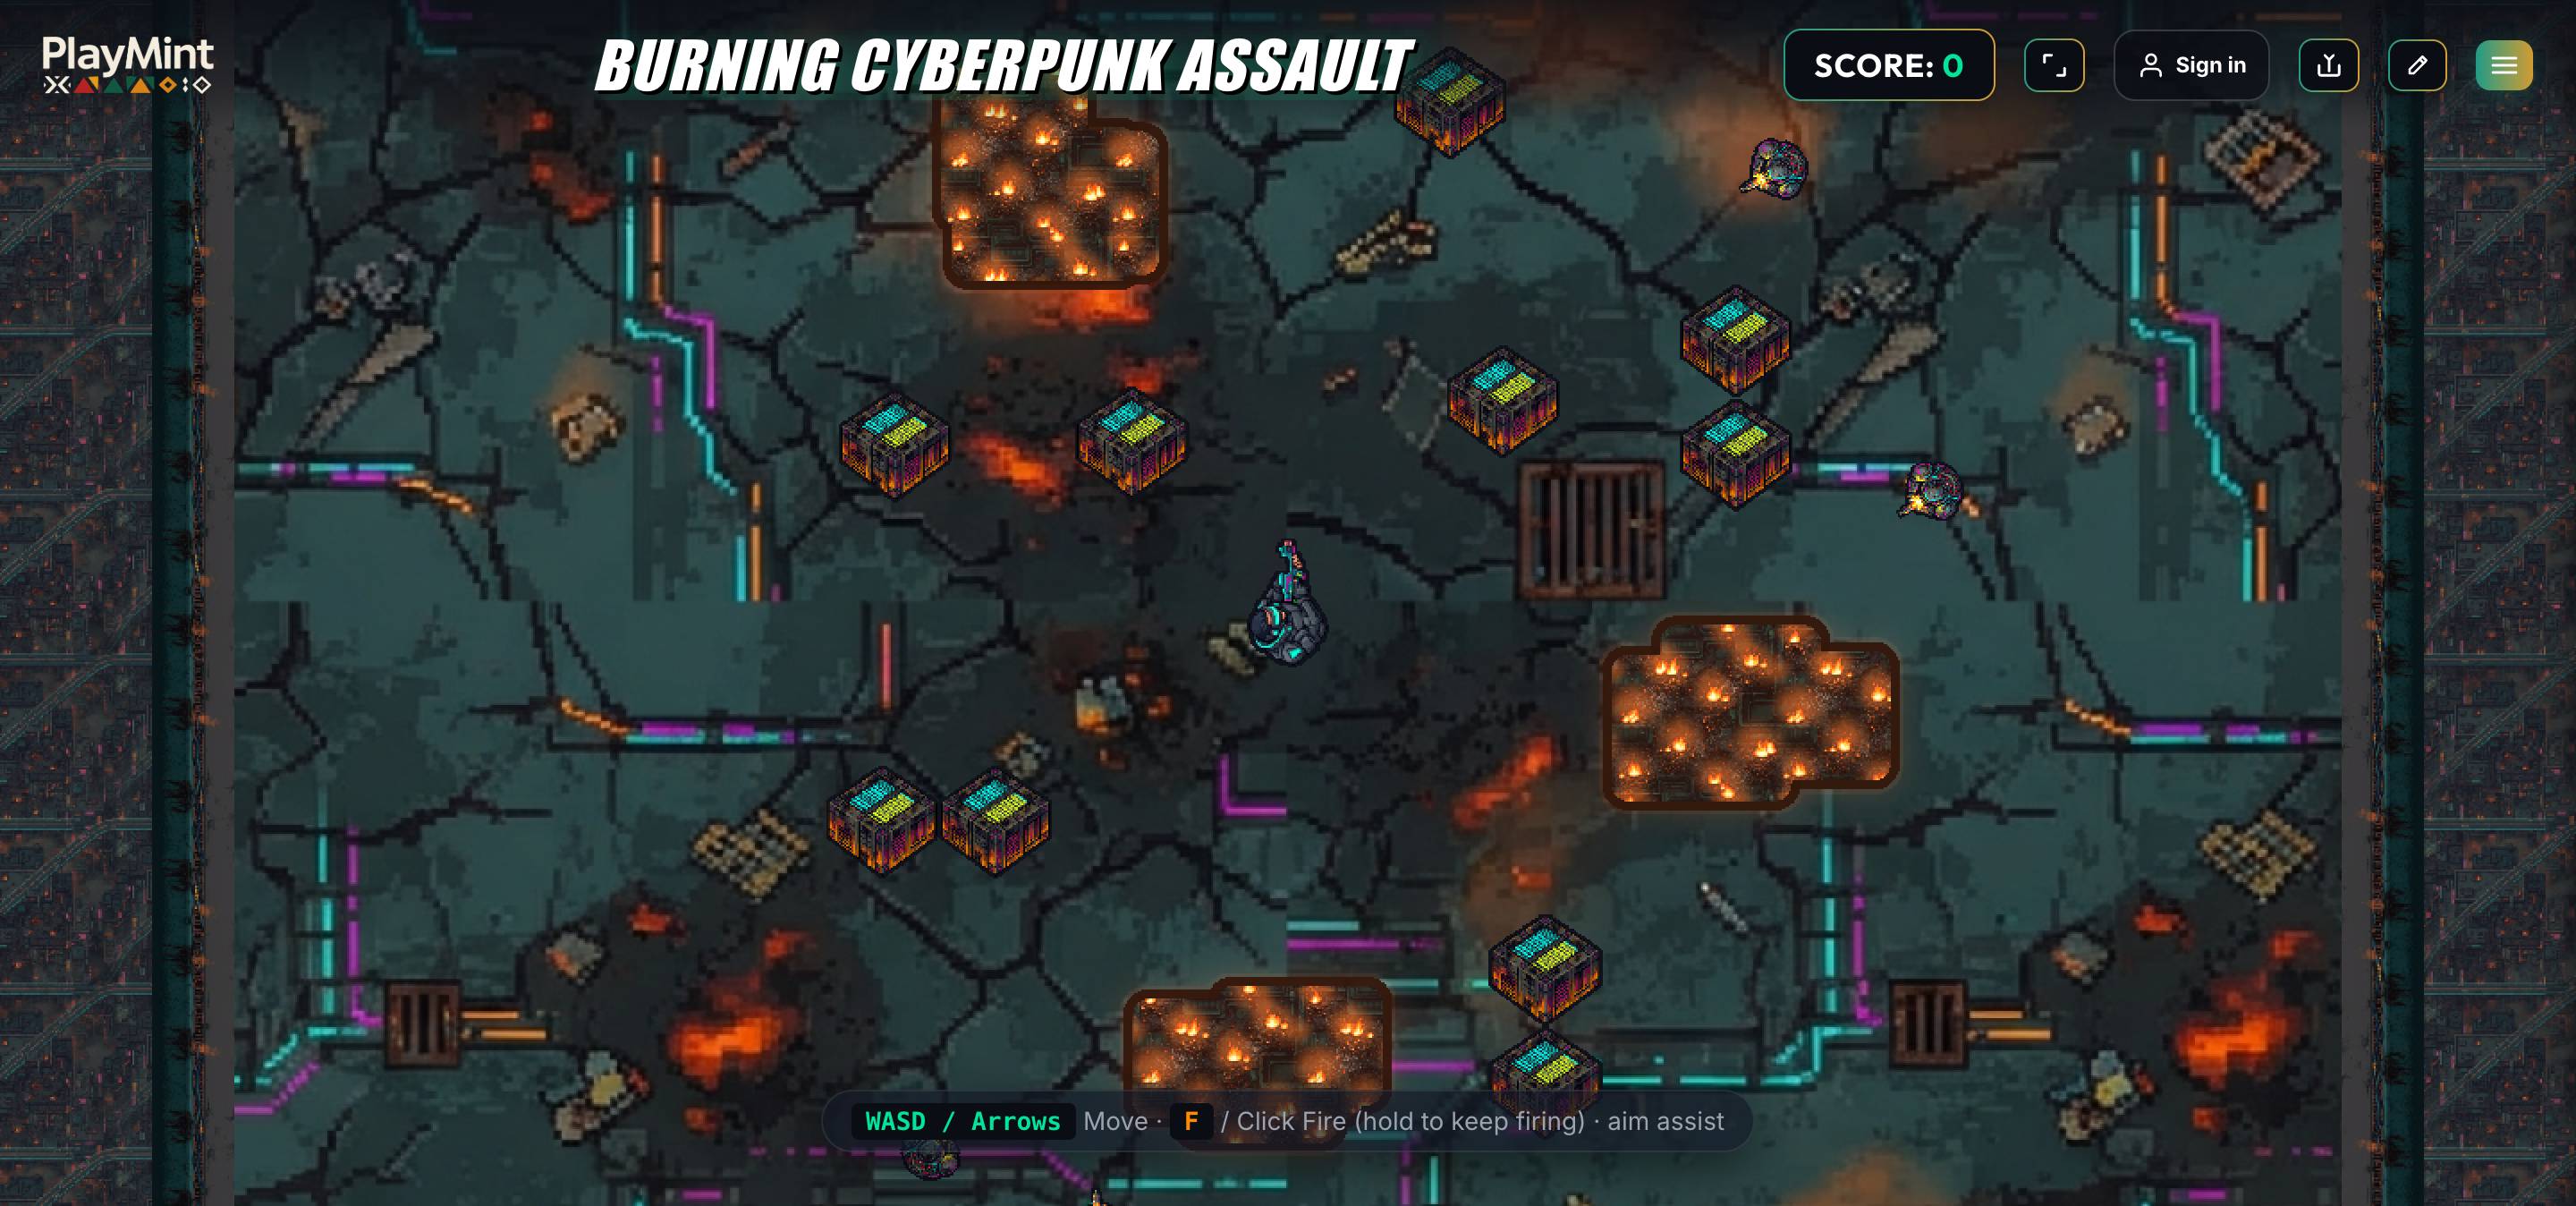 PlayMint
BURNING CYBERPUNK ASSAULT
SCORE: 0
Sign in
WASD / Arrows Move · F / Click Fire (hold to keep firing) · aim assist